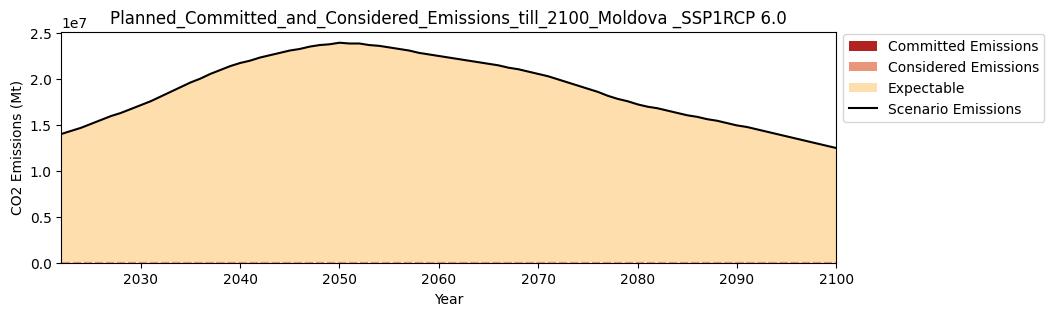 Planned_Committed_and_Considered_Emissions_till_2100_Moldova _SSP1RCP 6.0
1e7
2.5
2.0
1.5
1.0
0.5
0.0
CO2 Emissions (Mt)
2030 2040 2050 2060 2070 2080 2090 2100
Year
Committed Emissions
Considered Emissions
Expectable
Scenario Emissions